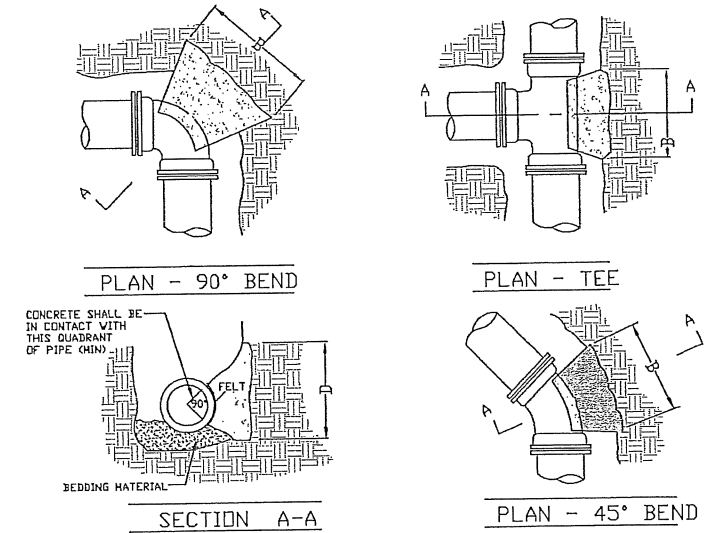 A
B
A
PLAN - 90° BEND
A
A
B
PLAN - TEE
CONCRETE SHALL BE
IN CONTACT WITH
THIS QUADRANT
OF PIPE (MIN)
FELT
90°
D
BEDDING MATERIAL
SECTION A-A
A
B
A
PLAN - 45° BEND